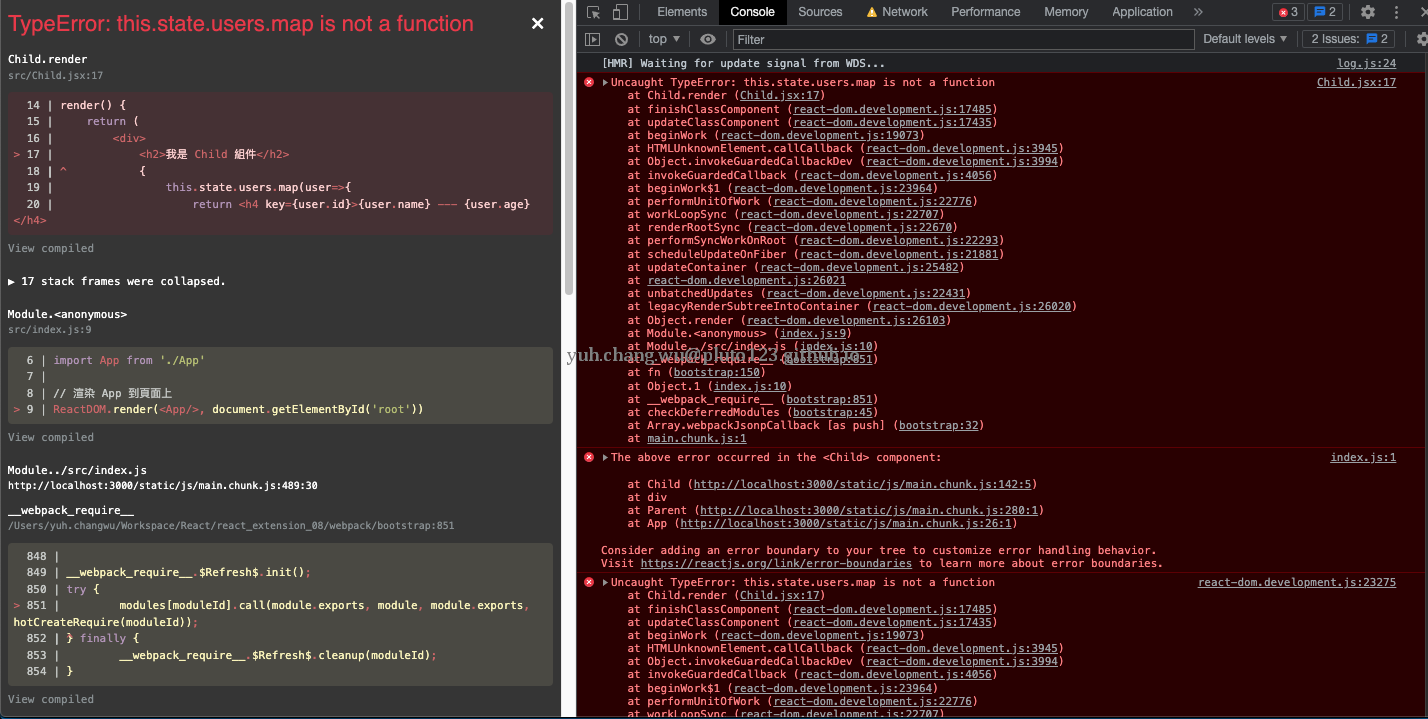 TypeError: this.state.users.map is not a function
×
Child.render
src/Child.jsx:17
14 | render() {
15 |     return (
16 |         <div>
> 17 |             <h2>我是 Child 組件</h2>
18 | ^           {
19 |                 this.state.users.map(user=>{
20 |                     return <h4 key={user.id}>{user.name} --- {user.age}
</h4>
View compiled
▶ 17 stack frames were collapsed.
Module.<anonymous>
src/index.js:9
6 | import App from './App'
7 |
8 | // 渲染 App 到頁面上
> 9 | ReactDOM.render(<App/>, document.getElementById('root'))
View compiled
Module../src/index.js
http://localhost:3000/static/js/main.chunk.js:489:30
__webpack_require__
/Users/yuh.changwu/Workspace/React/react_extension_08/webpack/bootstrap:851
848 |
849 | __webpack_require__.$Refresh$.init();
850 | try {
> 851 |         modules[moduleId].call(module.exports, module, module.exports,
hotCreateRequire(moduleId));
852 | } finally {
853 |         __webpack_require__.$Refresh$.cleanup(moduleId);
854 | }
View compiled
Elements Console Sources Network Performance Memory Application » 3 2
top ▼ Filter Default levels ▼ 2 Issues: 2
[HMR] Waiting for update signal from WDS... log.js:24
▶Uncaught TypeError: this.state.users.map is not a function Child.jsx:17
at Child.render (Child.jsx:17)
at finishClassComponent (react-dom.development.js:17485)
at updateClassComponent (react-dom.development.js:17435)
at beginWork (react-dom.development.js:19073)
at HTMLUnknownElement.callCallback (react-dom.development.js:3945)
at Object.invokeGuardedCallbackDev (react-dom.development.js:3994)
at invokeGuardedCallback (react-dom.development.js:4056)
at beginWork$1 (react-dom.development.js:23964)
at performUnitOfWork (react-dom.development.js:22776)
at workLoopSync (react-dom.development.js:22707)
at renderRootSync (react-dom.development.js:22670)
at performSyncWorkOnRoot (react-dom.development.js:22293)
at scheduleUpdateOnFiber (react-dom.development.js:21881)
at updateContainer (react-dom.development.js:25482)
at react-dom.development.js:26021
at unbatchedUpdates (react-dom.development.js:22431)
at legacyRenderSubtreeIntoContainer (react-dom.development.js:26020)
at Object.render (react-dom.development.js:26103)
at Module.<anonymous> (index.js:9)
at Module../src/index.js (index.js:10)
yuh.chang.wu@pluto123.github.io
at __webpack_require__ (bootstrap:851)
at fn (bootstrap:150)
at Object.1 (index.js:10)
at __webpack_require__ (bootstrap:851)
at checkDeferredModules (bootstrap:45)
at Array.webpackJsonpCallback [as push] (bootstrap:32)
at main.chunk.js:1
▶The above error occurred in the <Child> component: index.js:1
at Child (http://localhost:3000/static/js/main.chunk.js:142:5)
at div
at Parent (http://localhost:3000/static/js/main.chunk.js:280:1)
at App (http://localhost:3000/static/js/main.chunk.js:26:1)
Consider adding an error boundary to your tree to customize error handling behavior.
Visit https://reactjs.org/link/error-boundaries to learn more about error boundaries.
▶Uncaught TypeError: this.state.users.map is not a function react-dom.development.js:23275
at Child.render (Child.jsx:17)
at finishClassComponent (react-dom.development.js:17485)
at updateClassComponent (react-dom.development.js:17435)
at beginWork (react-dom.development.js:19073)
at HTMLUnknownElement.callCallback (react-dom.development.js:3945)
at Object.invokeGuardedCallbackDev (react-dom.development.js:3994)
at invokeGuardedCallback (react-dom.development.js:4056)
at beginWork$1 (react-dom.development.js:23964)
at performUnitOfWork (react-dom.development.js:22776)
at workLoopSync (react-dom.development.js:22707)